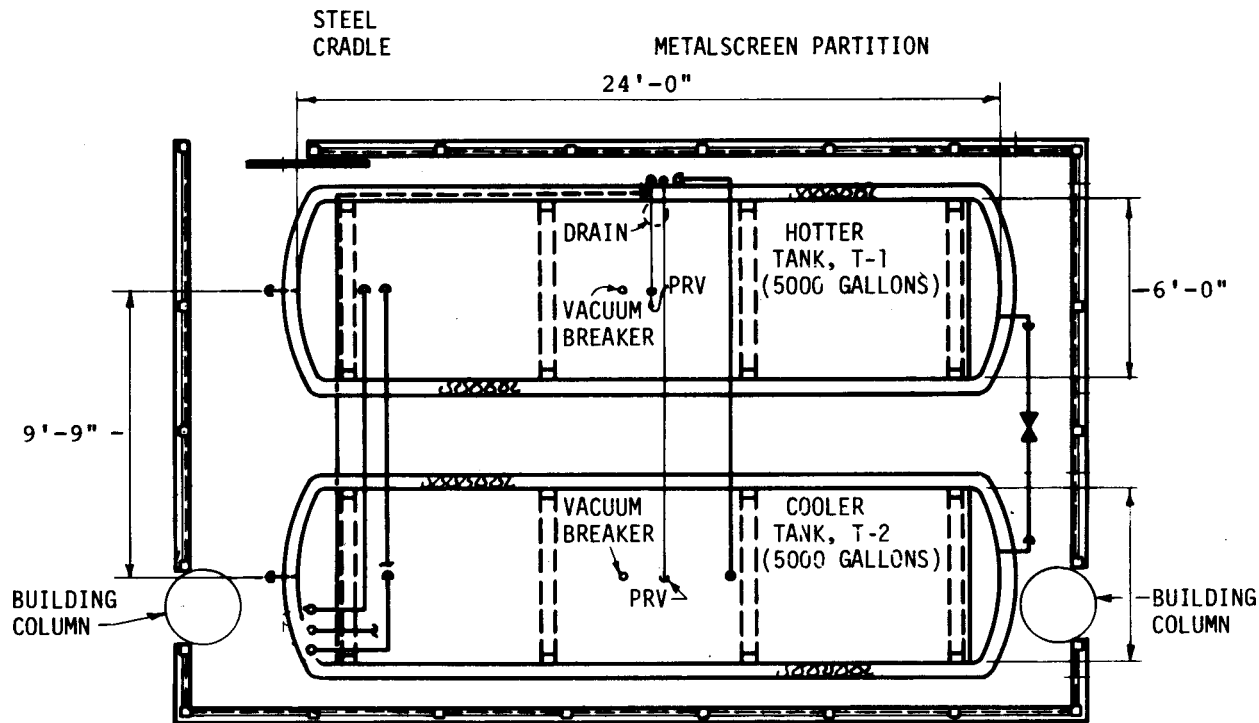 STEEL
CRADLE
METALSCREEN PARTITION
24'-0"
DRAIN
HOTTER
TANK, T-1
(5000 GALLONS)
PRV
VACUUM
BREAKER
6'-0"
9'-9"
VACUUM
BREAKER
COOLER
TANK, T-2
(5000 GALLONS)
PRV
BUILDING
COLUMN
BUILDING
COLUMN